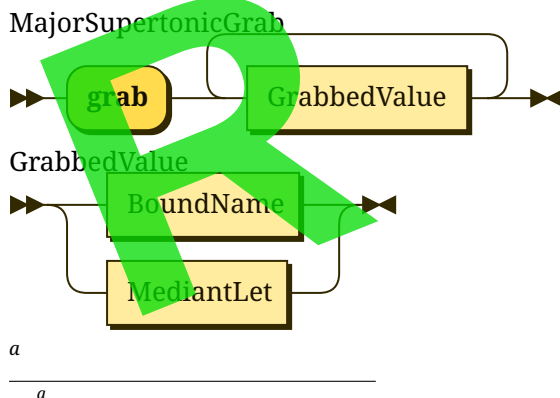 MajorSupertonicGrab
grab GrabbedValue
GrabbedValue
BoundName
MediantLet
a
a
R